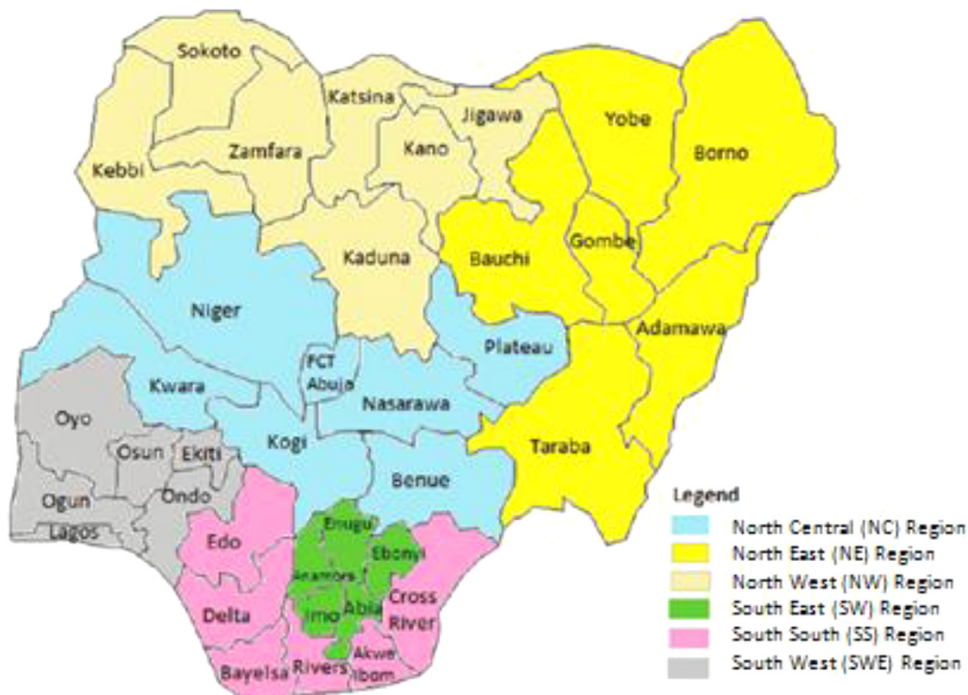 Sokoto
Katsina
Jigawa
Yobe
Borno
Kano
Zamfara
Kebbi
Kaduna
Bauchi
Gombe
Niger
Adamawa
Plateau
FCT
Abuja
Kwara
Nasarawa
Oyo
Kogi
Taraba
Osun
Ekiti
Benue
Ogun
Ondo
Lagos
Enugu
Edo
Ebonyi
Anamora
Delta
Imo
Abia
Cross
River
Bayelsa
Rivers
Akwe
Ibom
Legend
North Central (NC) Region
North East (NE) Region
North West (NW) Region
South East (SW) Region
South South (SS) Region
South West (SWE) Region